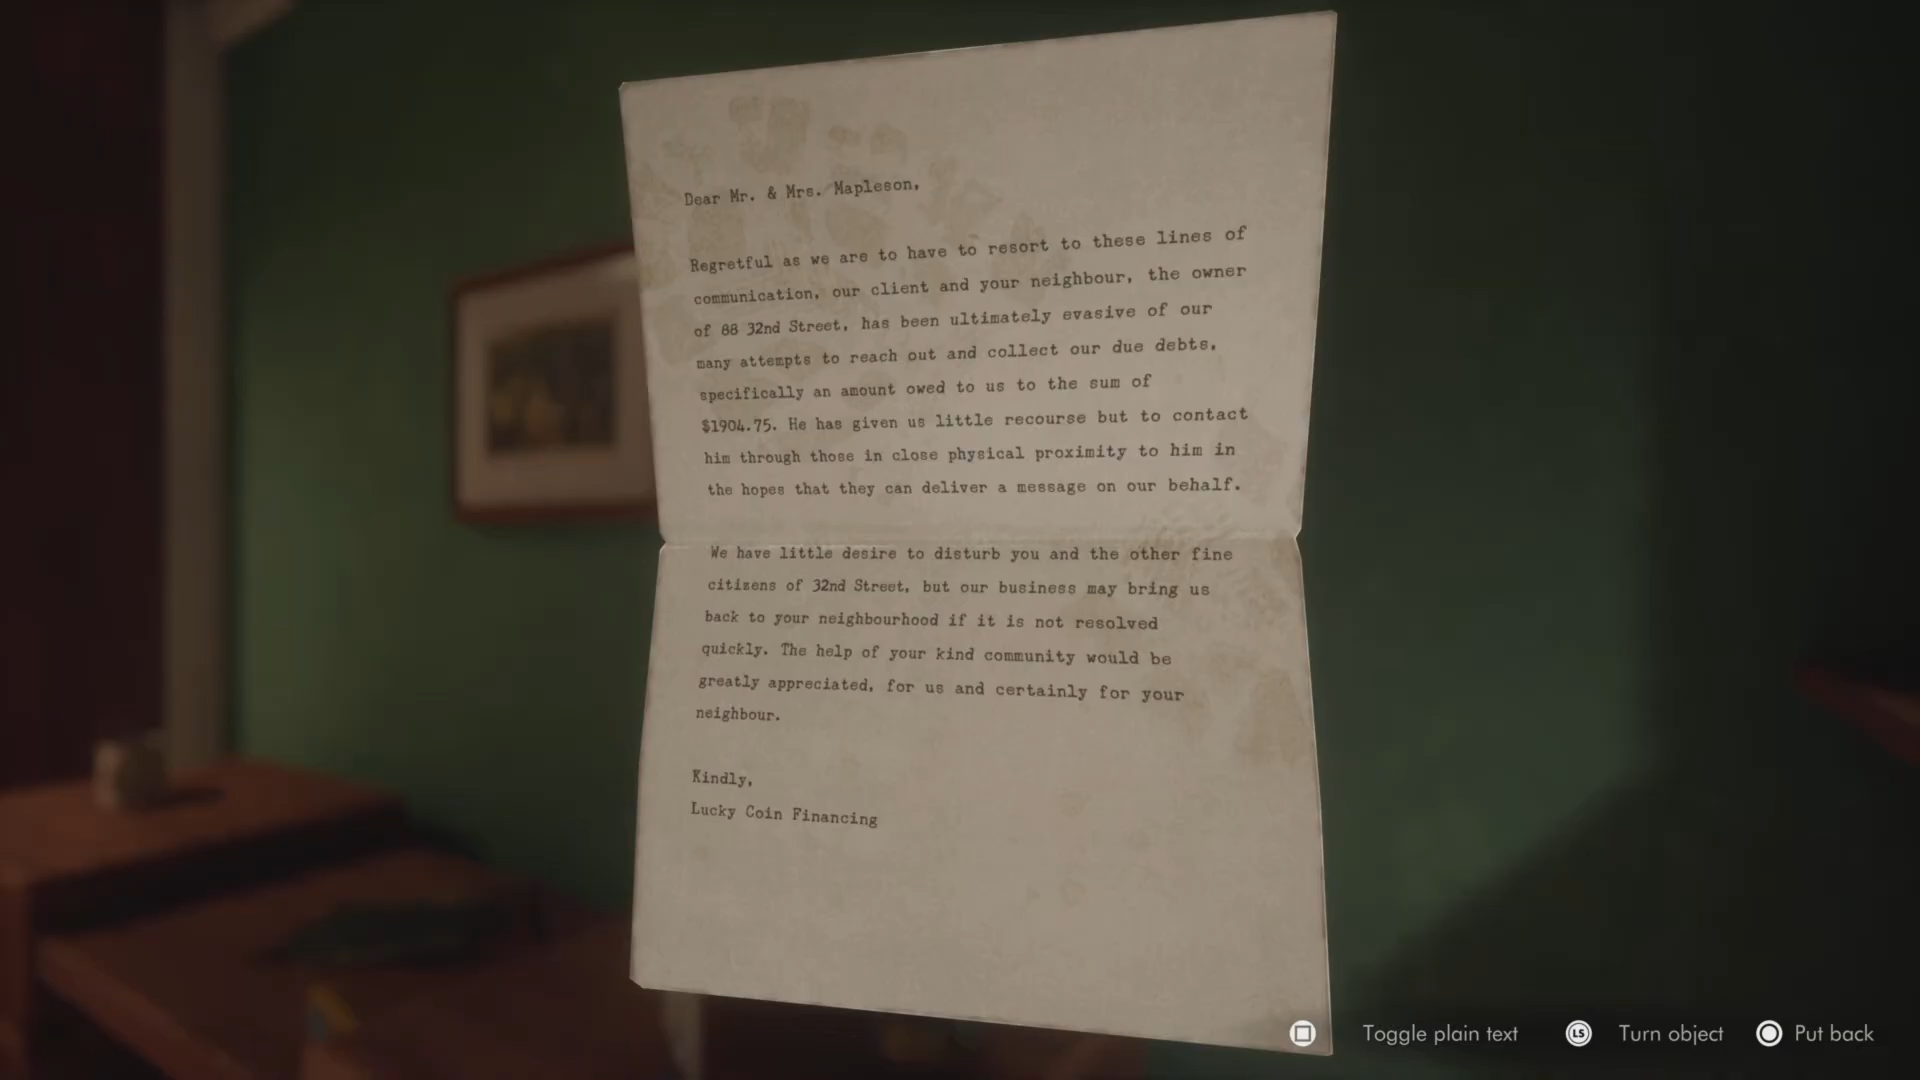 Dear Mr. & Mrs. Mapleson,
Regretful as we are to have to resort to these lines of
communication, our client and your neighbour, the owner
of 88 32nd Street, has been ultimately evasive of our
many attempts to reach out and collect our due debts,
specifically an amount owed to us to the sum of
$1904.75. He has given us little recourse but to contact
him through those in close physical proximity to him in
the hopes that they can deliver a message on our behalf.
We have little desire to disturb you and the other fine
citizens of 32nd Street, but our business may bring us
back to your neighbourhood if it is not resolved
quickly. The help of your kind community would be
greatly appreciated, for us and certainly for your
neighbour.
Kindly,
Lucky Coin Financing
Toggle plain text LS Turn object Put back